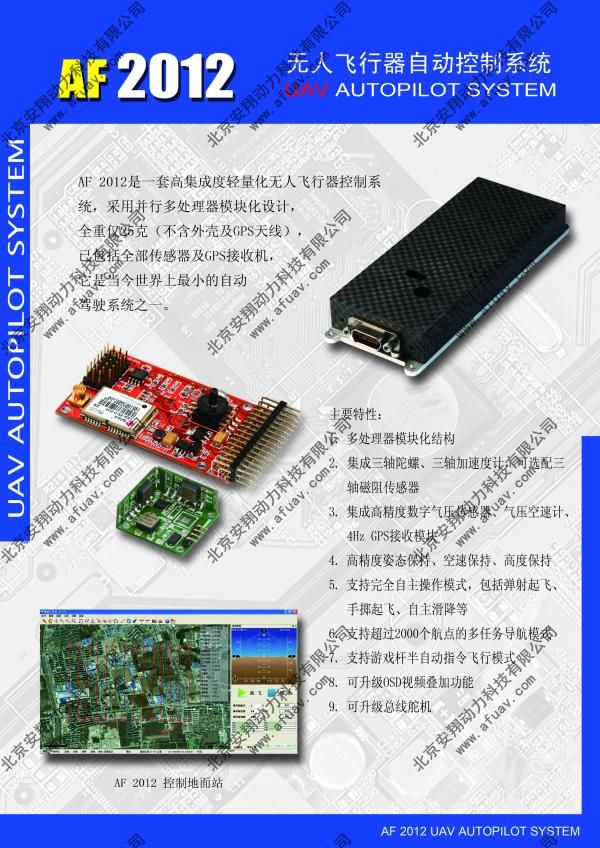 AF 2012
无人飞行器自动控制系统
UAV AUTOPILOT SYSTEM
UAV AUTOPILOT SYSTEM
AF 2012是一套高集成度轻量化无人飞行器控制系
统，采用并行多处理器模块化设计，
全重仅25克（不含外壳及GPS天线），
已包括全部传感器及GPS接收机，
它是当今世界上最小的自动
驾驶系统之一。
主要特性：
1. 多处理器模块化结构
2. 集成三轴陀螺、三轴加速度计，可选配三
轴磁阻传感器
3. 集成高精度数字气压传感器、气压空速计、
4Hz GPS接收模块
4. 高精度姿态保持、空速保持、高度保持
5. 支持完全自主操作模式，包括弹射起飞、
手掷起飞、自主滑降等
6. 支持超过2000个航点的多任务导航模式
7. 支持游戏杆半自动指令飞行模式
8. 可升级OSD视频叠加功能
9. 可升级总线舵机
AF 2012 控制地面站
AF 2012 UAV AUTOPILOT SYSTEM
北京安翔动力科技有限公司
www.afuav.com